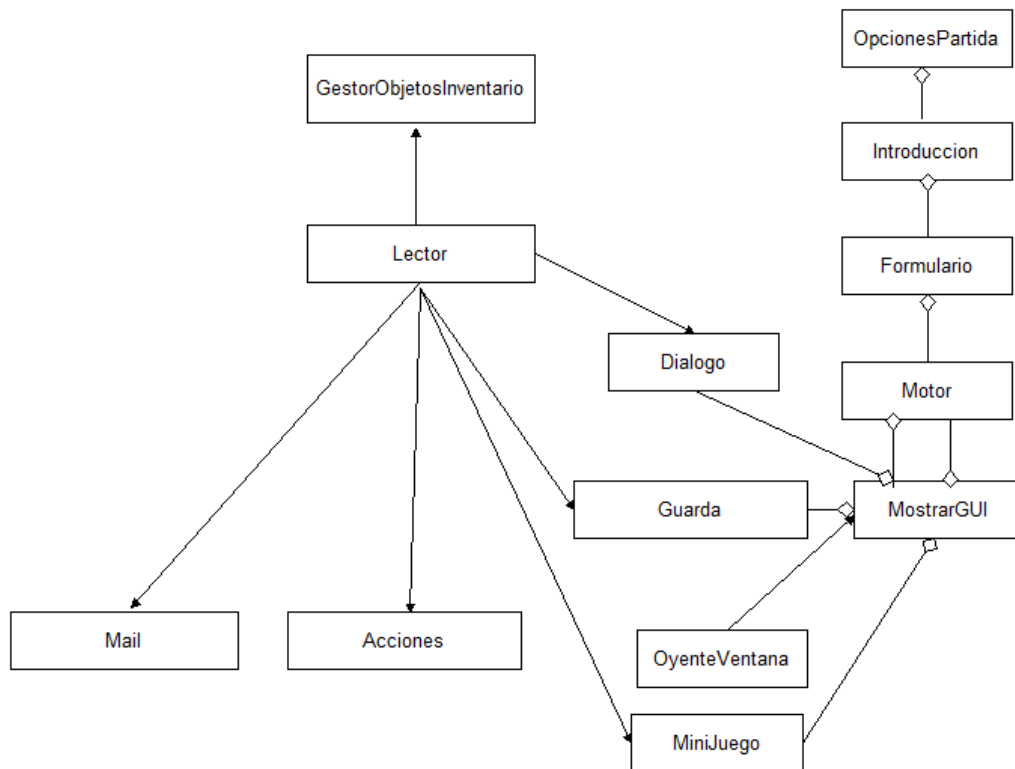 OpcionesPartida
GestorObjetosInventario
Introduccion
Lector
Formulario
Dialogo
Motor
Guarda
MostrarGUI
Mail
Acciones
OyenteVentana
MiniJuego